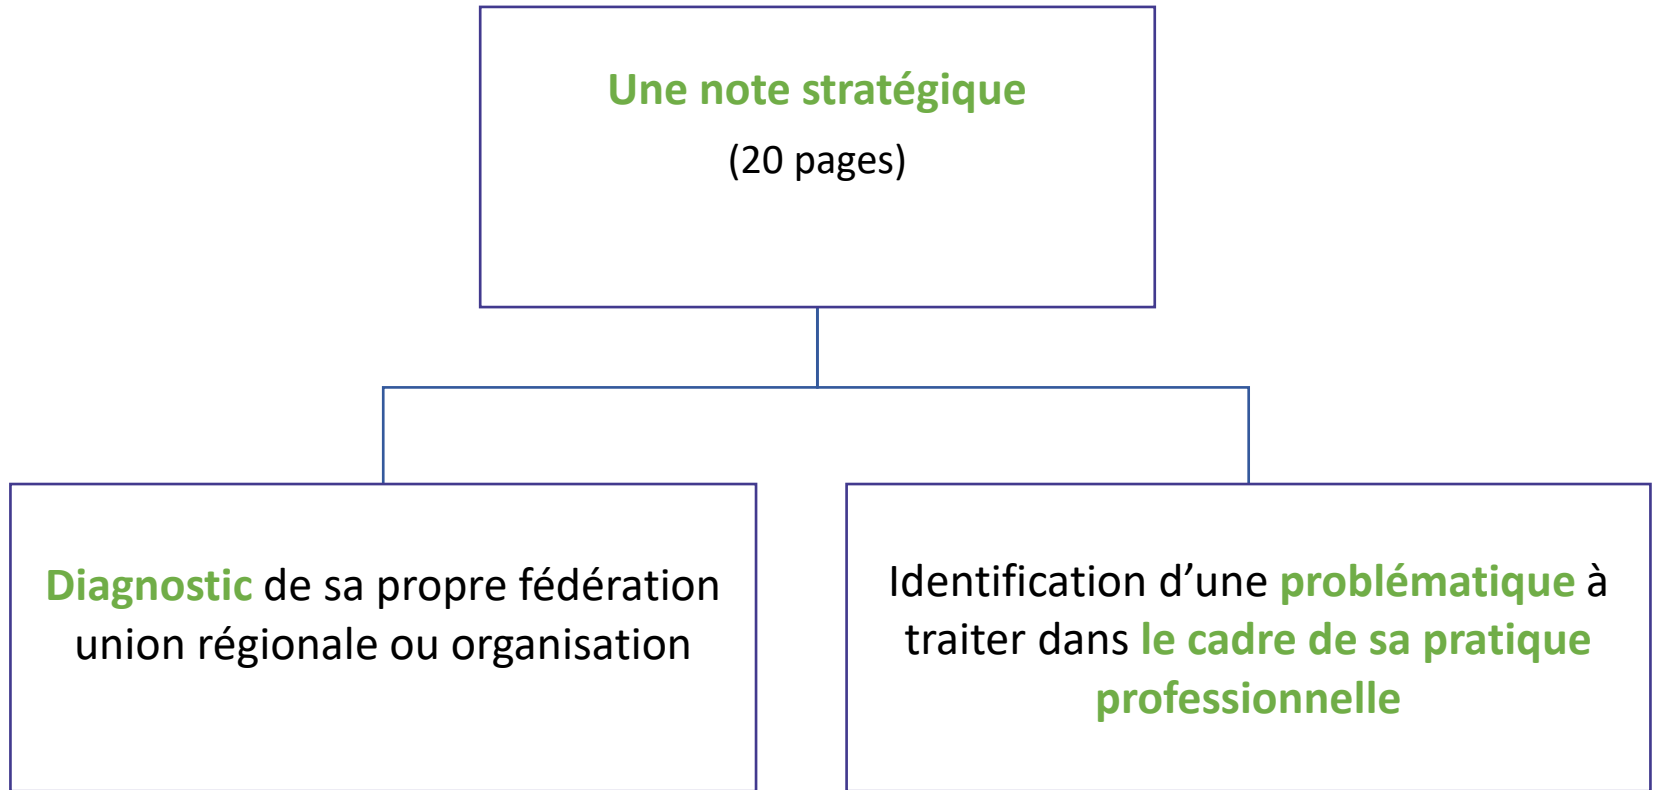 Une note stratégique
(20 pages)
Diagnostic de sa propre fédération
union régionale ou organisation
Identification d’une problématique à
traiter dans le cadre de sa pratique
professionnelle